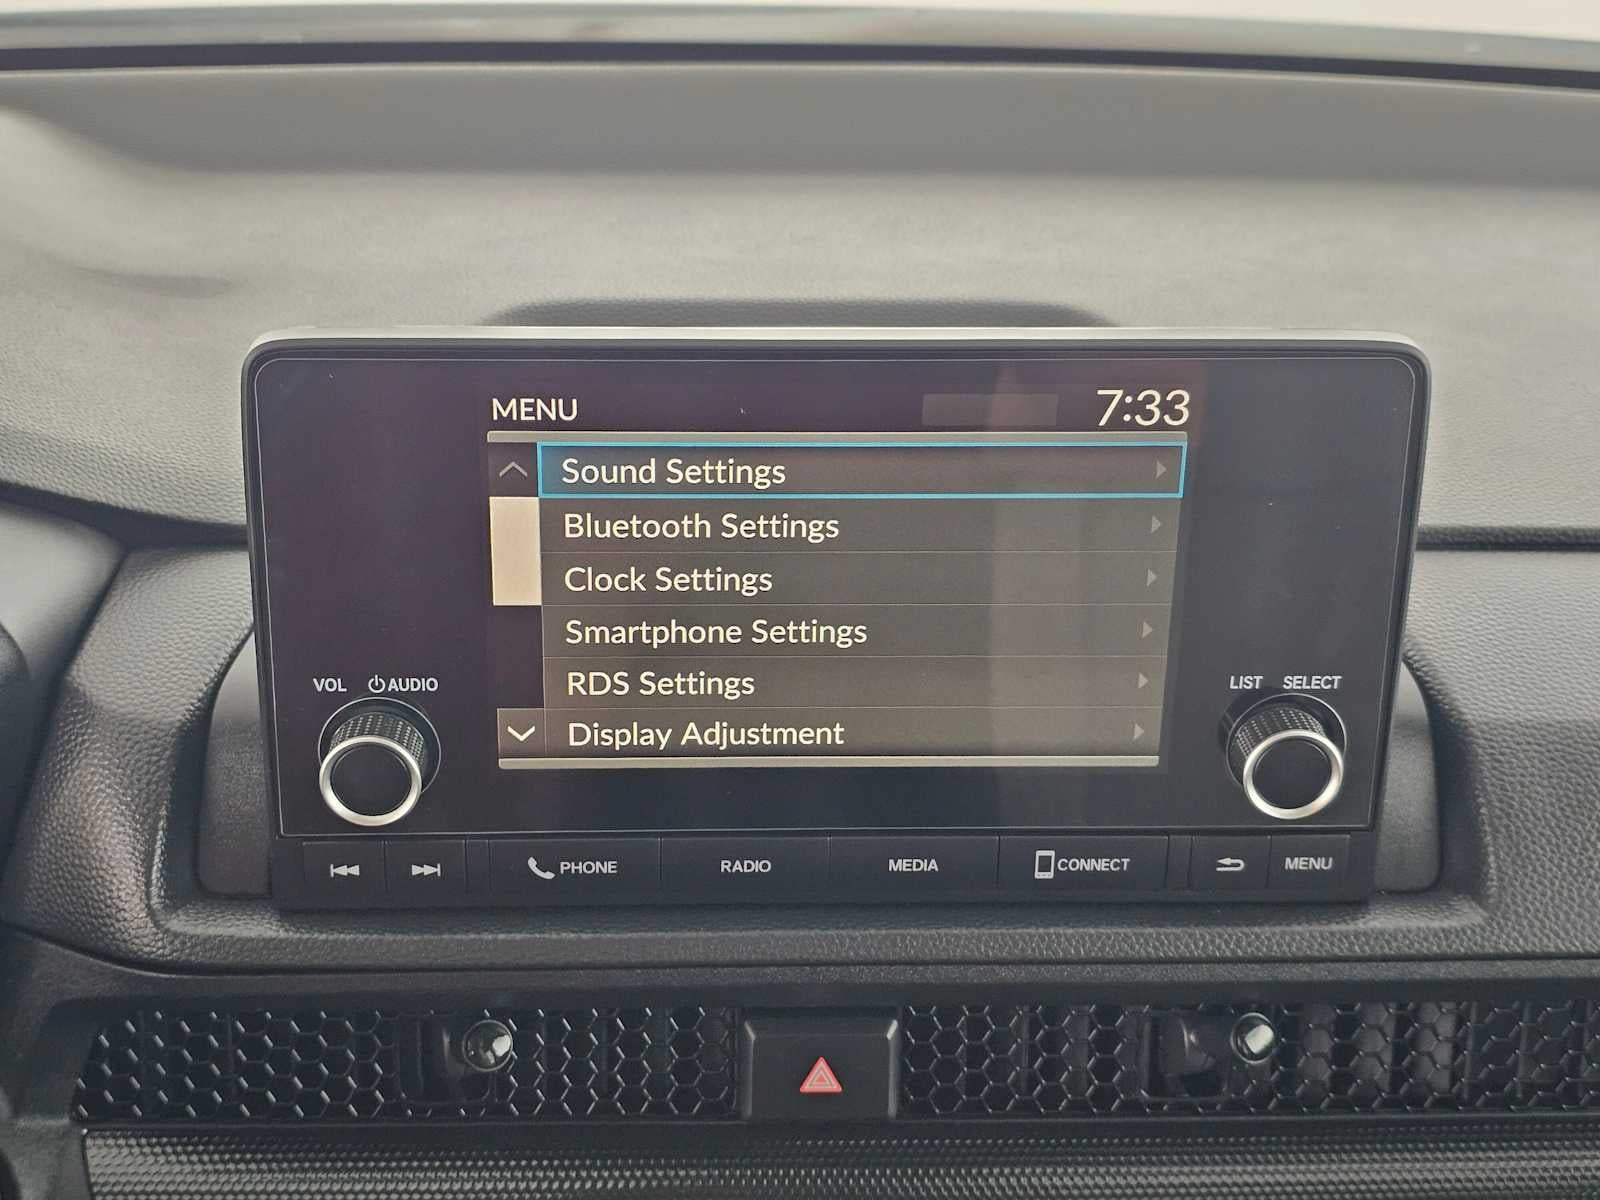 MENU 7:33
Sound Settings
Bluetooth Settings
Clock Settings
Smartphone Settings
RDS Settings
Display Adjustment
VOL AUDIO
LIST SELECT
PHONE RADIO MEDIA CONNECT MENU